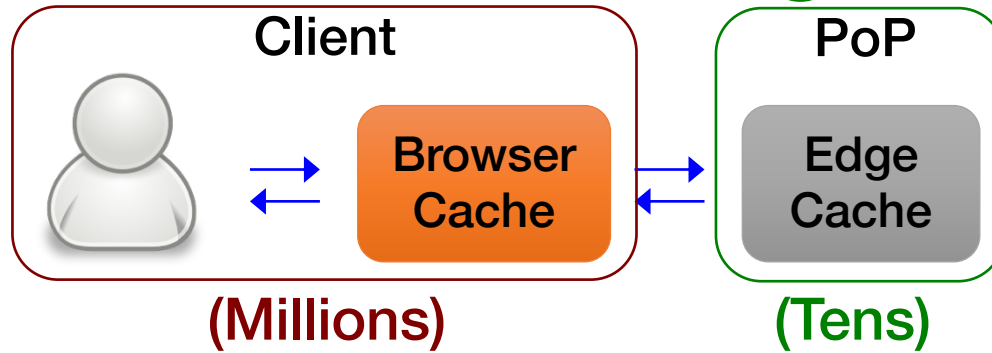 Client
PoP
Browser
Cache
Edge
Cache
(Millions)
(Tens)